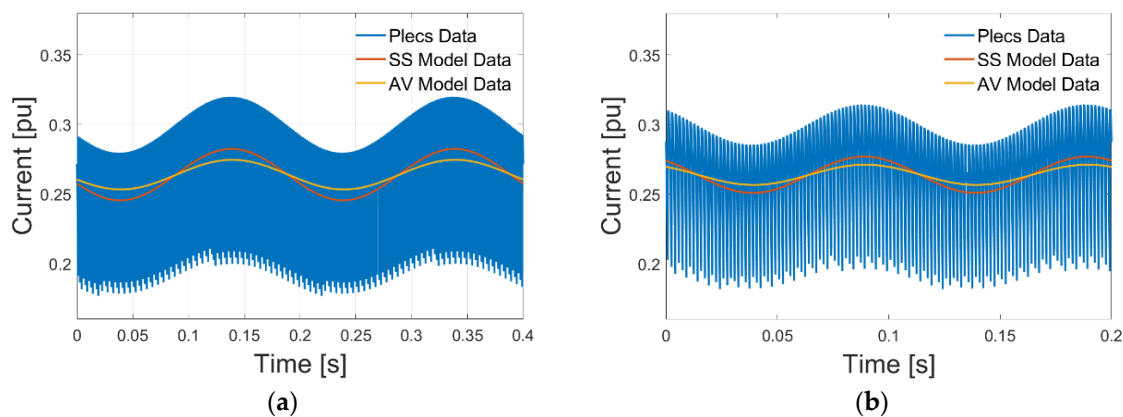 Plecs Data
SS Model Data
AV Model Data
0.35
0.3
0.25
0.2
Current [pu]
0 0.05 0.1 0.15 0.2 0.25 0.3 0.35 0.4
Time [s]
(a)
Plecs Data
SS Model Data
AV Model Data
0.35
0.3
0.25
0.2
Current [pu]
0 0.05 0.1 0.15 0.2
Time [s]
(b)